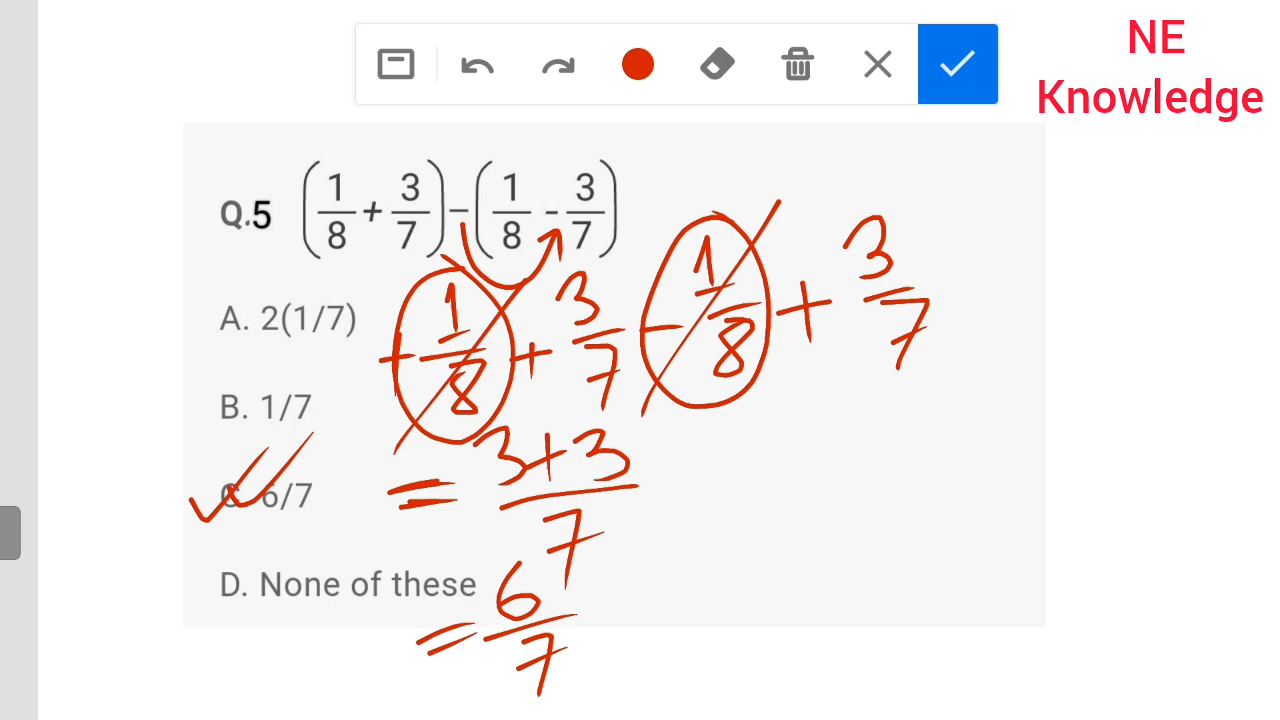 NE
Knowledge
Q.5 (1/8 + 3/7) − (1/8 - 3/7)
+ 1/8 + 3/7 − 1/8 + 3/7
A. 2(1/7)
B. 1/7
= 3+3/7
C. 6/7
D. None of these
= 6/7